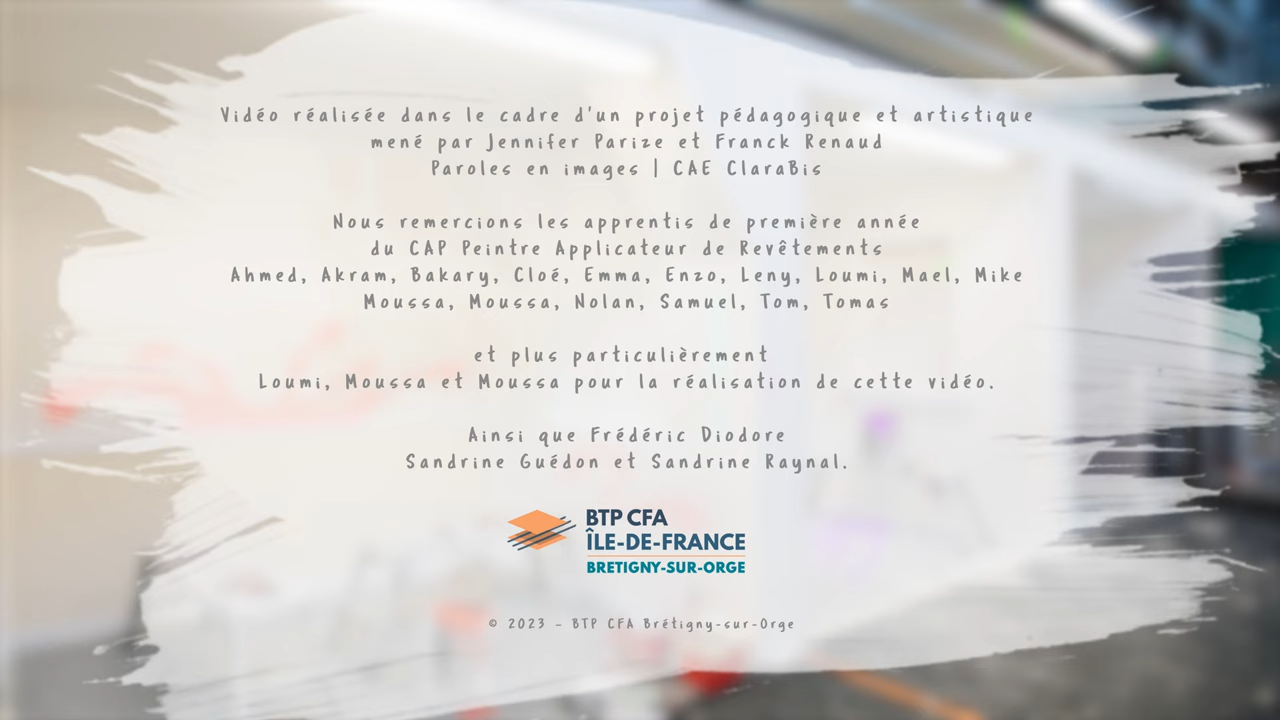 Vidéo réalisée dans le cadre d'un projet pédagogique et artistique
mené par Jennifer Parize et Franck Renaud
Paroles en images | CAE ClaraBis
Nous remercions les apprentis de première année
du CAP Peintre Applicateur de Revêtements
Ahmed, Akram, Bakary, Cloé, Emma, Enzo, Leny, Loumi, Mael, Mike
Moussa, Moussa, Nolan, Samuel, Tom, Tomas
et plus particulièrement
Loumi, Moussa et Moussa pour la réalisation de cette vidéo.
Ainsi que Frédéric Diodore
Sandrine Guédon et Sandrine Raynal.
BTP CFA
ÎLE-DE-FRANCE
BRETIGNY-SUR-ORGE
© 2023 - BTP CFA Brétigny-sur-Orge